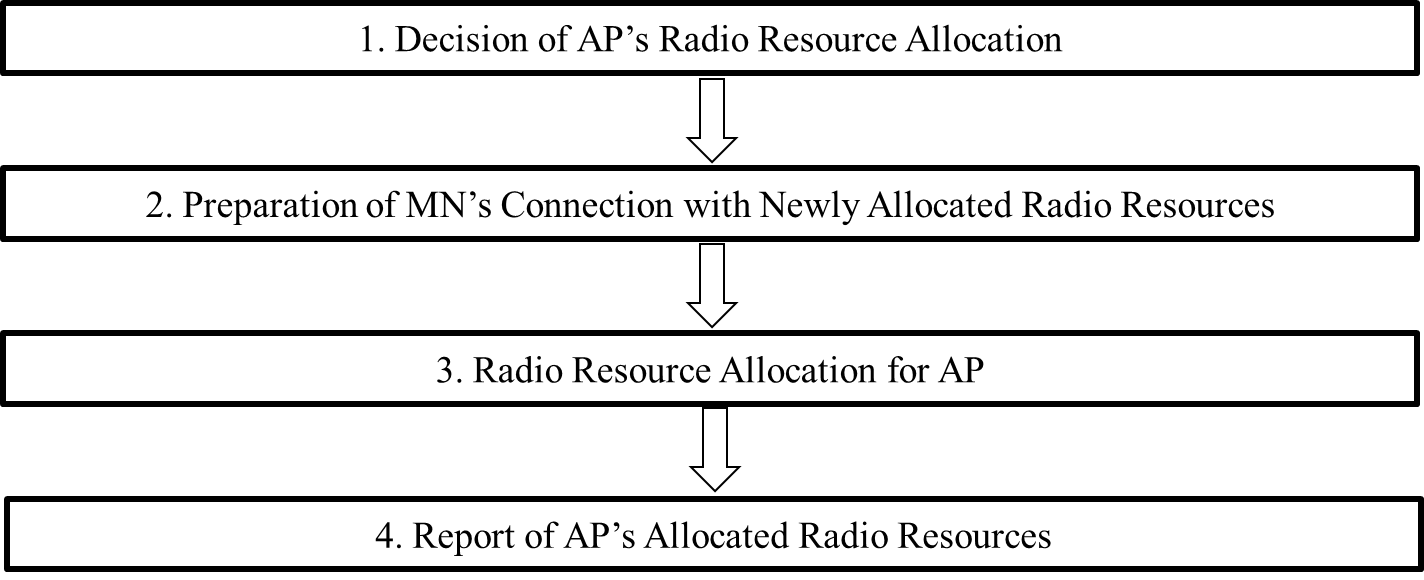 1. Decision of AP’s Radio Resource Allocation
2. Preparation of MN’s Connection with Newly Allocated Radio Resources
3. Radio Resource Allocation for AP
4. Report of AP’s Allocated Radio Resources